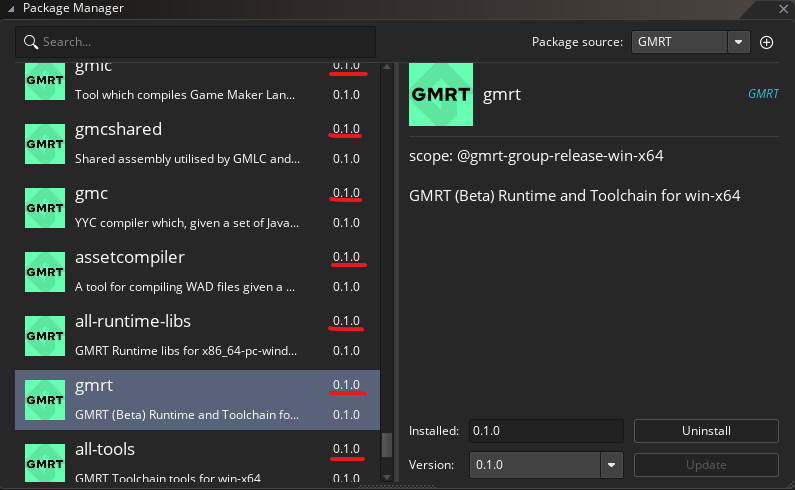 Package Manager
Search...
Package source: GMRT
GMRT
gmlc 0.1.0
Tool which compiles Game Maker Lan... 0.1.0
GMRT
gmcshared 0.1.0
Shared assembly utilised by GMLC and... 0.1.0
GMRT
gmc 0.1.0
YYC compiler which, given a set of Java... 0.1.0
GMRT
assetcompiler 0.1.0
A tool for compiling WAD files given a ... 0.1.0
GMRT
all-runtime-libs 0.1.0
GMRT Runtime libs for x86_64-pc-wind... 0.1.0
GMRT
gmrt 0.1.0
GMRT (Beta) Runtime and Toolchain fo... 0.1.0
GMRT
all-tools 0.1.0
GMRT Toolchain tools for win-x64 0.1.0
GMRT
gmrt GMRT
scope: @gmrt-group-release-win-x64
GMRT (Beta) Runtime and Toolchain for win-x64
Installed: 0.1.0 Uninstall
Version: 0.1.0 Update